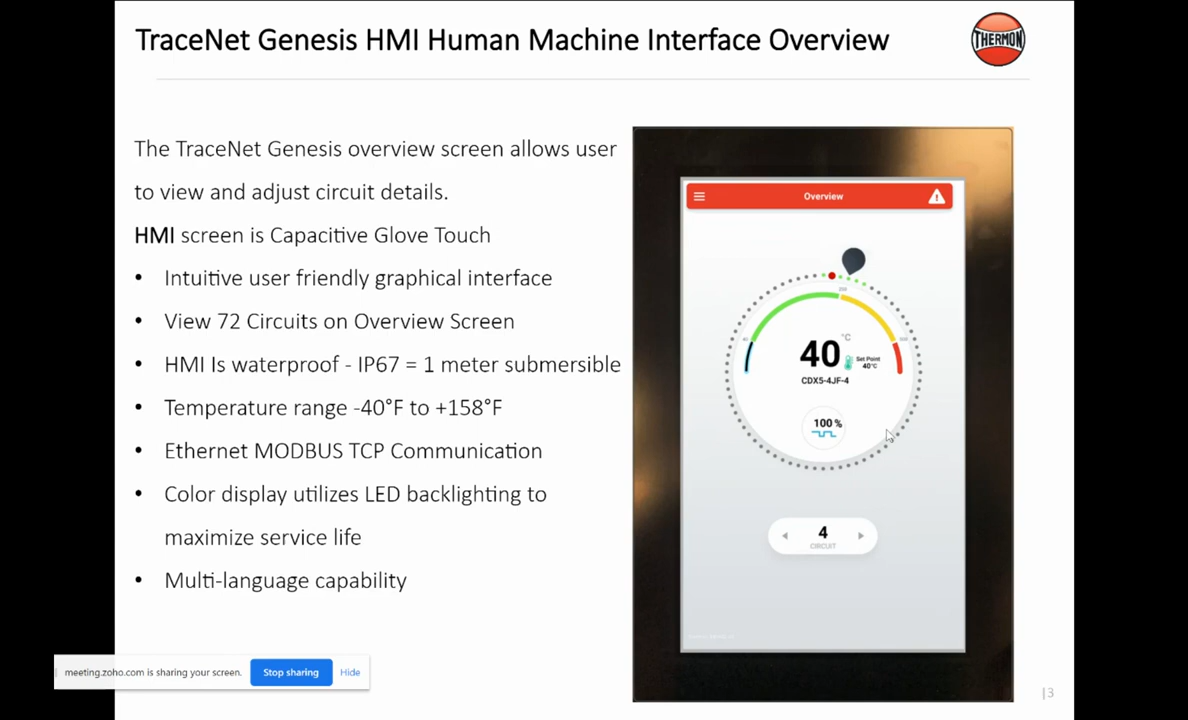 TraceNet Genesis HMI Human Machine Interface Overview
THERMON
The TraceNet Genesis overview screen allows user
to view and adjust circuit details.
HMI screen is Capacitive Glove Touch
• Intuitive user friendly graphical interface
• View 72 Circuits on Overview Screen
• HMI Is waterproof - IP67 = 1 meter submersible
• Temperature range -40°F to +158°F
• Ethernet MODBUS TCP Communication
• Color display utilizes LED backlighting to
maximize service life
• Multi-language capability
Overview
°C
40
Set Point
40°C
CDX5-4JF-4
100 %
4
CIRCUIT
meeting.zoho.com is sharing your screen.
Stop sharing
Hide
|3